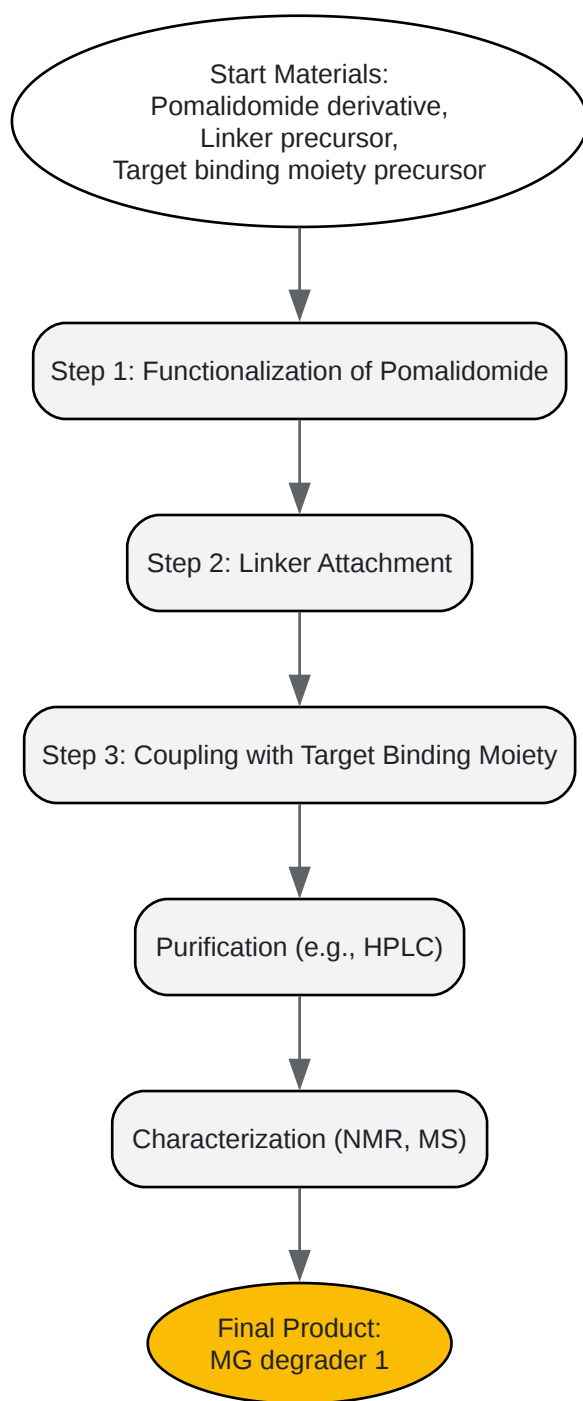 Start Materials:
Pomalidomide derivative,
Linker precursor,
Target binding moiety precursor
Step 1: Functionalization of Pomalidomide
Step 2: Linker Attachment
Step 3: Coupling with Target Binding Moiety
Purification (e.g., HPLC)
Characterization (NMR, MS)
Final Product:
MG degrader 1